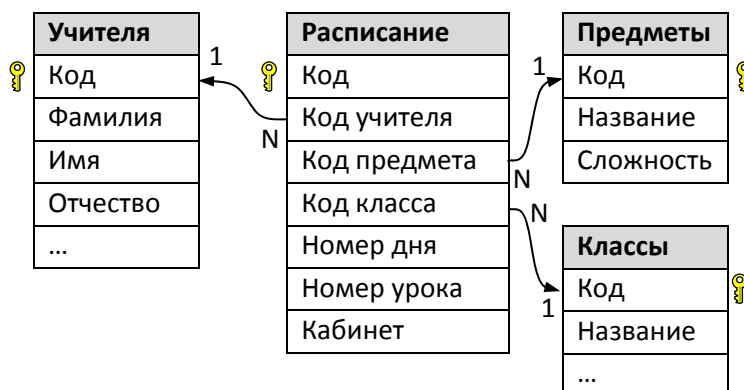 Учителя
Код
Фамилия
Имя
Отчество
...
1
N
Расписание
Код
Код учителя
Код предмета
Код класса
Номер дня
Номер урока
Кабинет
1
N
N
1
Предметы
Код
Название
Сложность
Классы
Код
Название
...